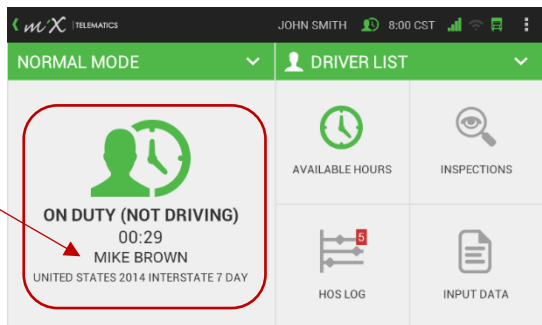 mi̇X TELEMATICS
JOHN SMITH 8:00 CST
NORMAL MODE
DRIVER LIST
ON DUTY (NOT DRIVING)
00:29
MIKE BROWN
UNITED STATES 2014 INTERSTATE 7 DAY
AVAILABLE HOURS
INSPECTIONS
5
HOS LOG
INPUT DATA